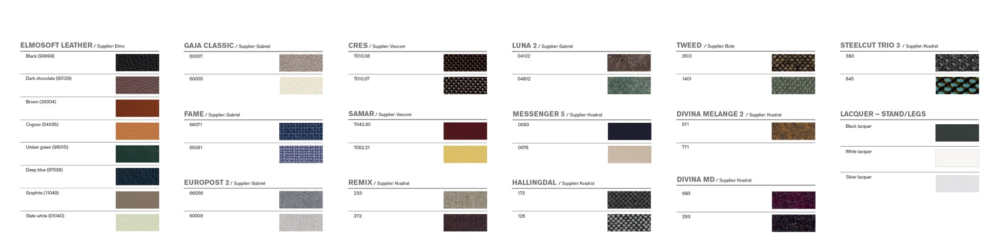 ELMOSOFT LEATHER / Supplier: Elmo
Black (99999)
Dark chocolate (93129)
Brown (33004)
Cognac (54035)
Umber green (98015)
Deep blue (97038)
Graphite (11049)
Slate white (01040)
GAJA CLASSIC / Supplier: Gabriel
60007
60005
FAME / Supplier: Gabriel
66071
65081
EUROPOST 2 / Supplier: Gabriel
66056
60003
CRES / Supplier: Vescom
7010.38
7010.37
SAMAR / Supplier: Vescom
7042.30
7052.21
REMIX / Supplier: Kvadrat
233
373
LUNA 2 / Supplier: Gabriel
04102
04812
MESSENGER 5 / Supplier: Kvadrat
0063
0078
HALLINGDAL / Supplier: Kvadrat
173
126
TWEED / Supplier: Bute
3513
1401
DIVINA MELANGE 2 / Supplier: Kvadrat
571
771
DIVINA MD / Supplier: Kvadrat
683
293
STEELCUT TRIO 3 / Supplier: Kvadrat
383
845
LACQUER – STAND/LEGS
Black lacquer
White lacquer
Silver lacquer